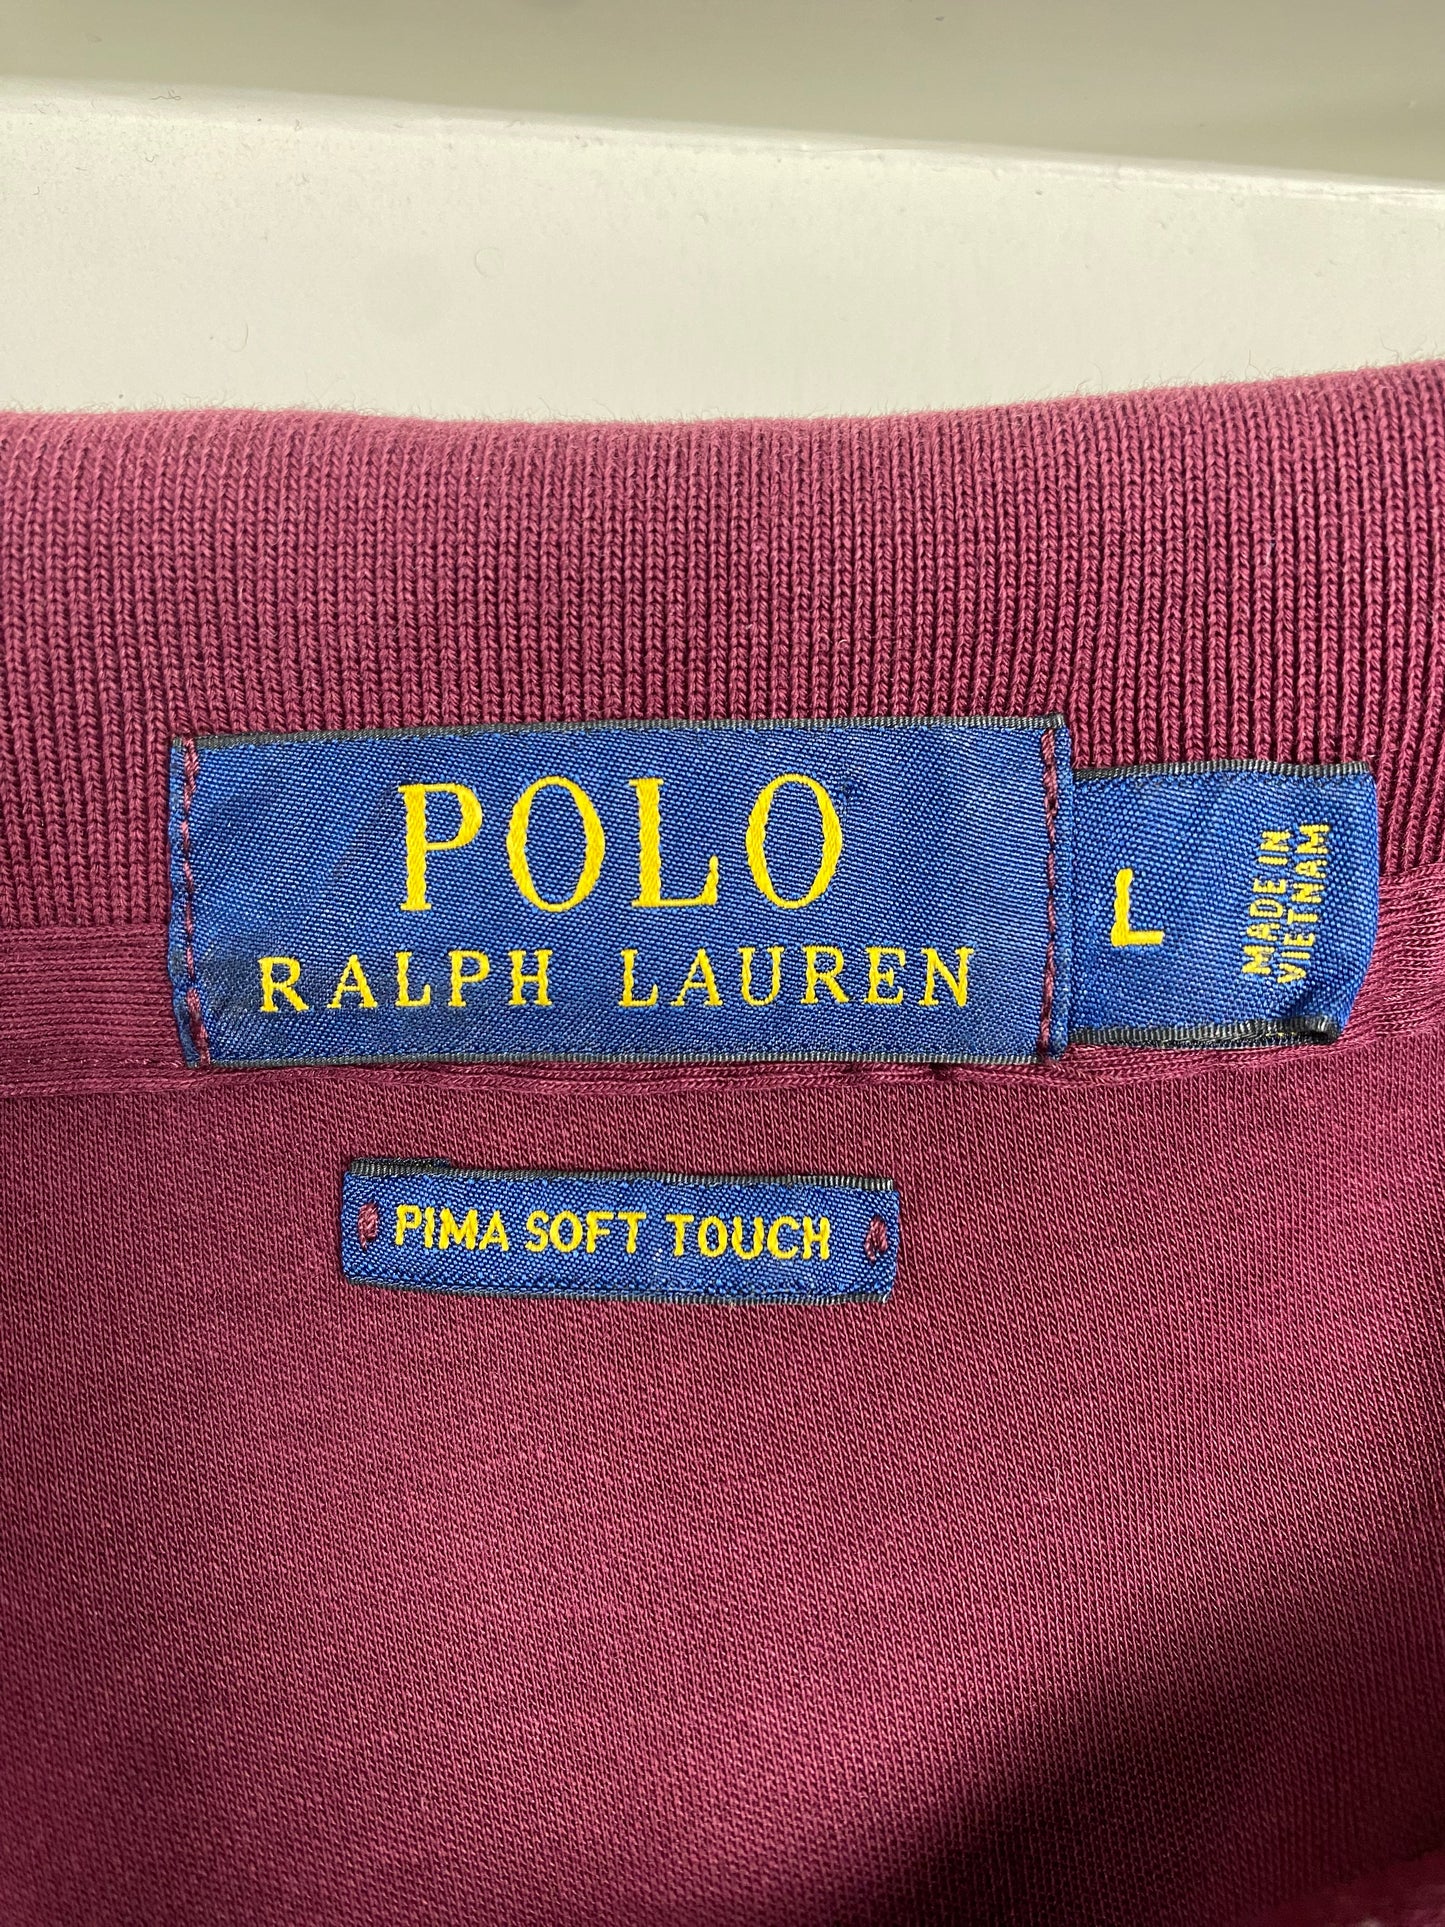 POLO
RALPH LAUREN
L
MADE IN
VIETNAM
PIMA SOFT TOUCH